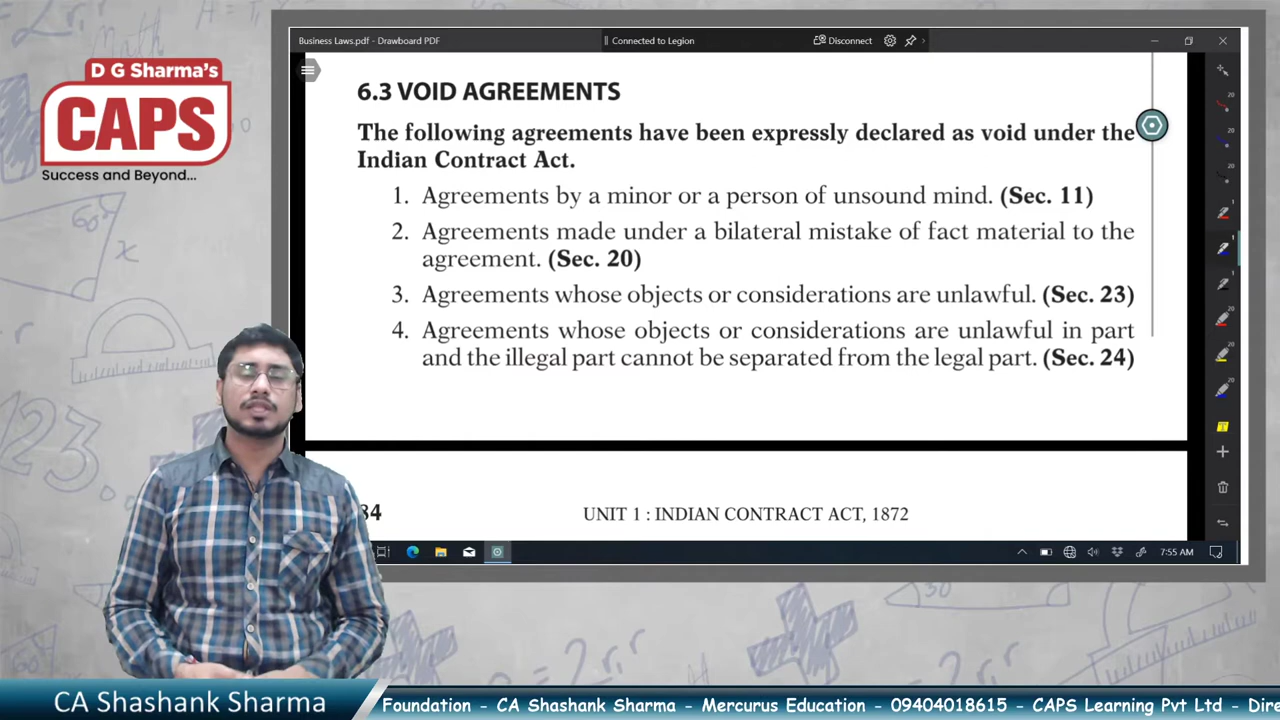 D G Sharma's
CAPS
Success and Beyond...
Business Laws.pdf - Drawboard PDF
Connected to Legion
Disconnect
6.3 VOID AGREEMENTS
The following agreements have been expressly declared as void under the
Indian Contract Act.
1. Agreements by a minor or a person of unsound mind. (Sec. 11)
2. Agreements made under a bilateral mistake of fact material to the
agreement. (Sec. 20)
3. Agreements whose objects or considerations are unlawful. (Sec. 23)
4. Agreements whose objects or considerations are unlawful in part
and the illegal part cannot be separated from the legal part. (Sec. 24)
84
UNIT 1 : INDIAN CONTRACT ACT, 1872
7:55 AM
CA Shashank Sharma
Foundation - CA Shashank Sharma - Mercurus Education - 09404018615 - CAPS Learning Pvt Ltd - Dire